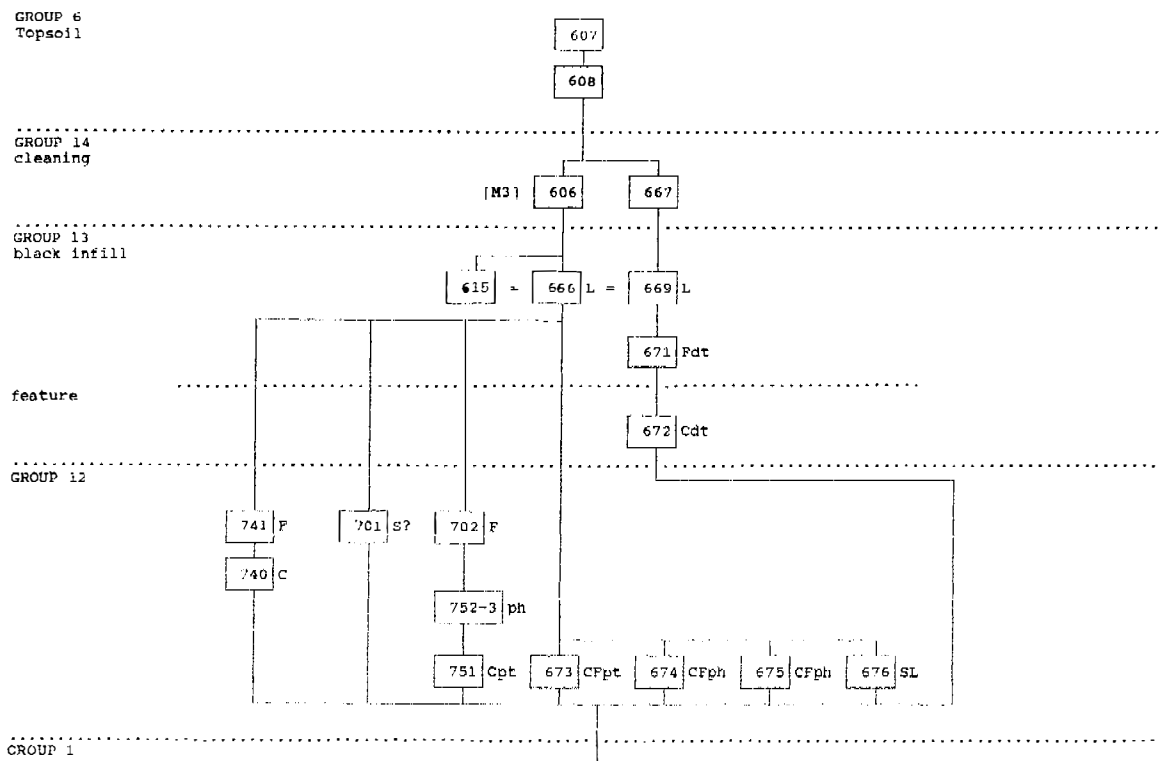 GROUP 6
Topsoil
607
608
GROUP 14
cleaning
[M3] 606 667
GROUP 13
black infill
615 = 666 L = 669 L
671 Fdt
feature
672 Cdt
GROUP 12
741 F 701 S? 702 F
740 C
752-3 ph
751 Cpt 673 CFpt 674 CFph 675 CFph 676 SL
GROUP 1